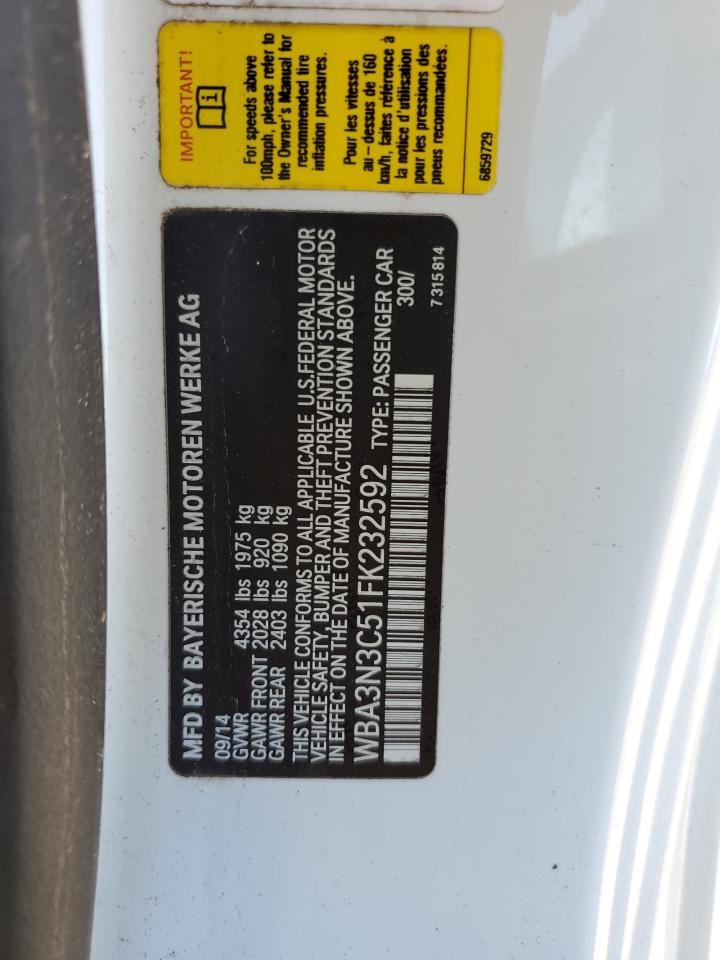 MFD BY BAYERISCHE MOTOREN WERKE AG
09/14
GVWR 4354 lbs 1975 kg
GAWR FRONT 2028 lbs 920 kg
GAWR REAR 2403 lbs 1090 kg
THIS VEHICLE CONFORMS TO ALL APPLICABLE U.S.FEDERAL MOTOR
VEHICLE SAFETY, BUMPER AND THEFT PREVENTION STANDARDS
IN EFFECT ON THE DATE OF MANUFACTURE SHOWN ABOVE.
WBA3N3C51FK232592 TYPE: PASSENGER CAR
300/
7 315 814
IMPORTANT!
For speeds above
100mph, please refer to
the Owner's Manual for
recommended tire
inflation pressures.
Pour les vitesses
au-dessus de 160
km/h, faites référence à
la notice d'utilisation
pour les pressions des
pneus recommandées.
6859729